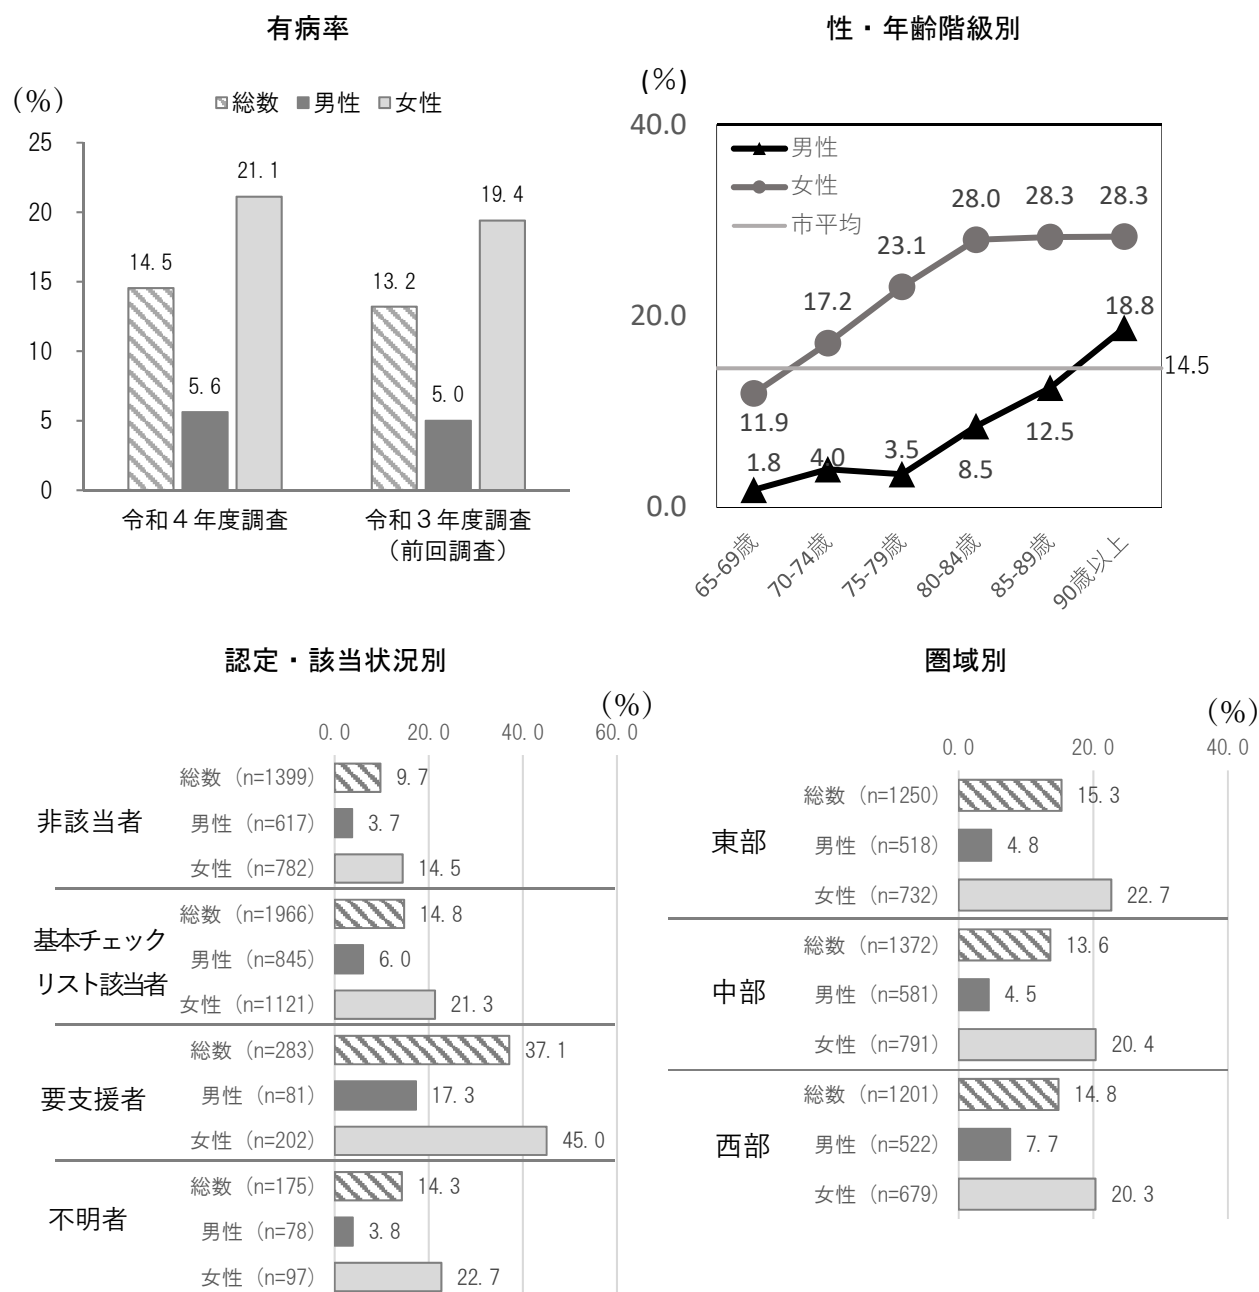 有病率
(%)
総数 男性 女性
25
20
15
10
5
0
14.5
5.6
21.1
13.2
5.0
19.4
令和４年度調査
令和３年度調査
（前回調査）
性・年齢階級別
(%)
40.0
20.0
0.0
男性
女性
市平均
11.9
17.2
23.1
28.0
28.3
28.3
1.8
4.0
3.5
8.5
12.5
18.8
14.5
65-69歳
70-74歳
75-79歳
80-84歳
85-89歳
90歳以上
認定・該当状況別
(%)
0.0 20.0 40.0 60.0
非該当者
総数（n=1399） 9.7
男性（n=617） 3.7
女性（n=782） 14.5
基本チェック
リスト該当者
総数（n=1966） 14.8
男性（n=845） 6.0
女性（n=1121） 21.3
要支援者
総数（n=283） 37.1
男性（n=81） 17.3
女性（n=202） 45.0
不明者
総数（n=175） 14.3
男性（n=78） 3.8
女性（n=97） 22.7
圏域別
(%)
0.0 20.0 40.0
東部
総数（n=1250） 15.3
男性（n=518） 4.8
女性（n=732） 22.7
中部
総数（n=1372） 13.6
男性（n=581） 4.5
女性（n=791） 20.4
西部
総数（n=1201） 14.8
男性（n=522） 7.7
女性（n=679） 20.3